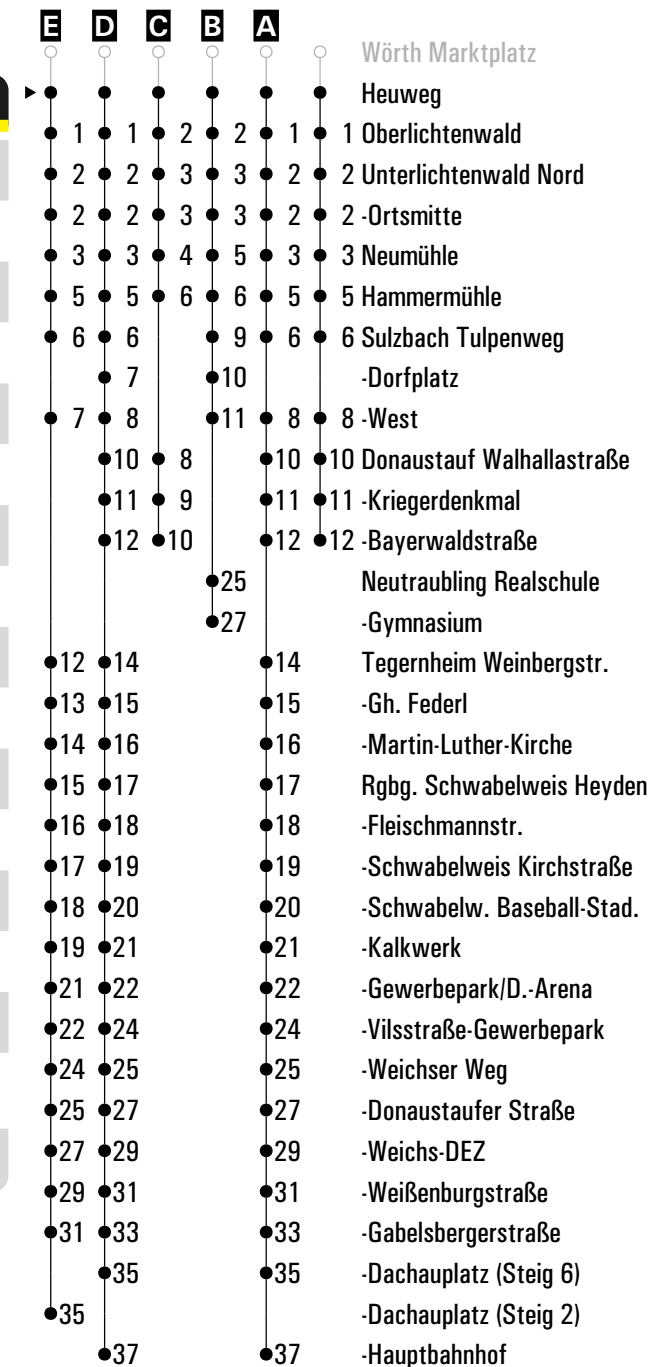 E D C B A
Wörth Marktplatz
Heuweg
1 1 2 2 1 1 Oberlichtenwald
2 2 3 3 2 2 Unterlichtenwald Nord
2 2 3 3 2 2 -Ortsmitte
3 3 4 5 3 3 Neumühle
5 5 6 6 5 5 Hammermühle
6 6 9 6 6 Sulzbach Tulpenweg
7 10 -Dorfplatz
7 8 11 8 8 -West
10 8 10 10 Donaustauf Walhallastraße
11 9 11 11 -Kriegerdenkmal
12 10 12 12 -Bayerwaldstraße
25 Neutraubling Realschule
27 -Gymnasium
12 14 14 Tegernheim Weinbergstr.
13 15 15 -Gh. Federl
14 16 16 -Martin-Luther-Kirche
15 17 17 Rgbg. Schwabelweis Heyden
16 18 18 -Fleischmannstr.
17 19 19 -Schwabelweis Kirchstraße
18 20 20 -Schwabelw. Baseball-Stad.
19 21 21 -Kalkwerk
21 22 22 -Gewerbepark/D.-Arena
22 24 24 -Vilsstraße-Gewerbepark
24 25 25 -Weichser Weg
25 27 27 -Donaustaufer Straße
27 29 29 -Weichs-DEZ
29 31 31 -Weißenburgstraße
31 33 33 -Gabelsbergerstraße
35 35 -Dachauplatz (Steig 6)
35 -Dachauplatz (Steig 2)
37 37 -Hauptbahnhof